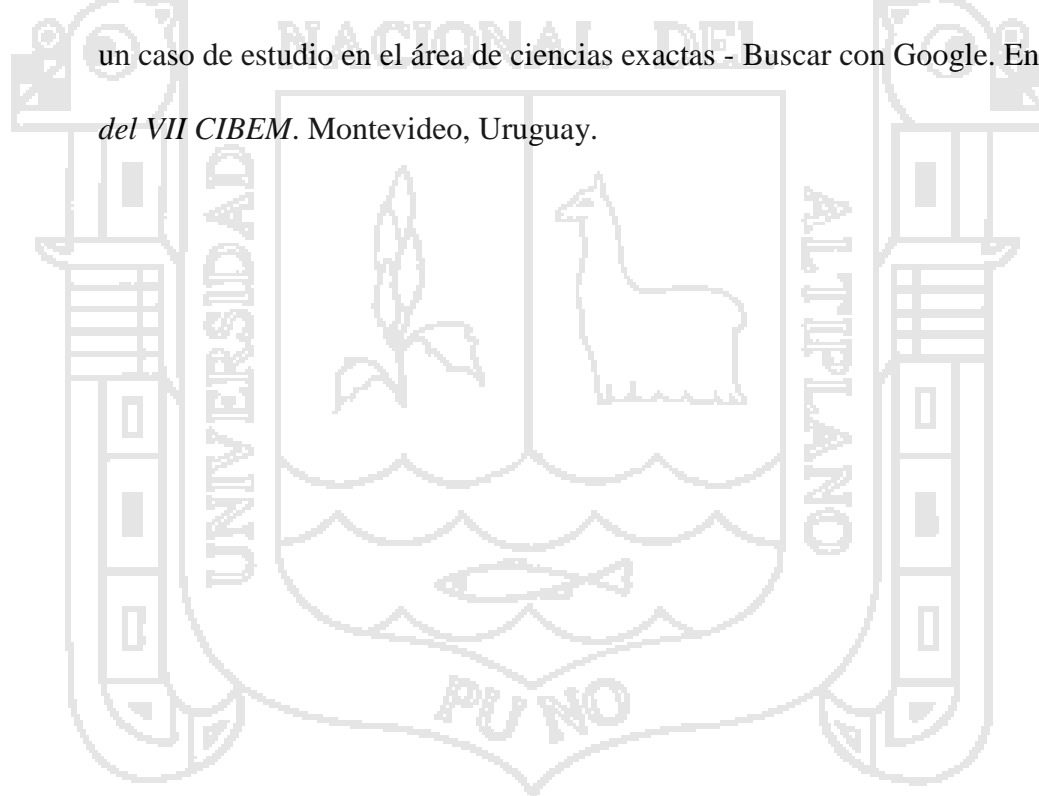 NACIONAL DEL
un caso de estudio en el área de ciencias exactas - Buscar con Google. En
del VII CIBEM. Montevideo, Uruguay.
UNIVERSIDAD
ALTIPLANO
PUNO